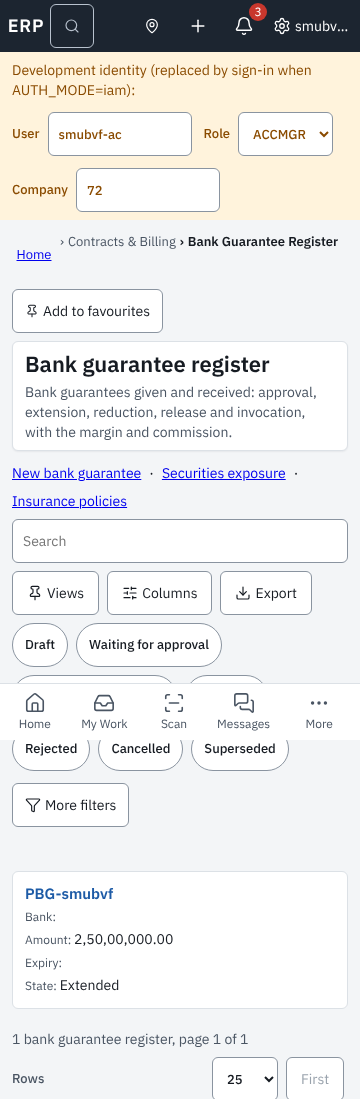 ERP
3
smubv...
Development identity (replaced by sign-in when
AUTH_MODE=iam):
User smubvf-ac Role ACCMGR
Company 72
Home › Contracts & Billing › Bank Guarantee Register
Add to favourites
Bank guarantee register
Bank guarantees given and received: approval,
extension, reduction, release and invocation,
with the margin and commission.
New bank guarantee · Securities exposure ·
Insurance policies
Search
Views Columns Export
Draft Waiting for approval
Home My Work Scan Messages More
Rejected Cancelled Superseded
More filters
PBG-smubvf
Bank:
Amount: 2,50,00,000.00
Expiry:
State: Extended
1 bank guarantee register, page 1 of 1
Rows 25 First